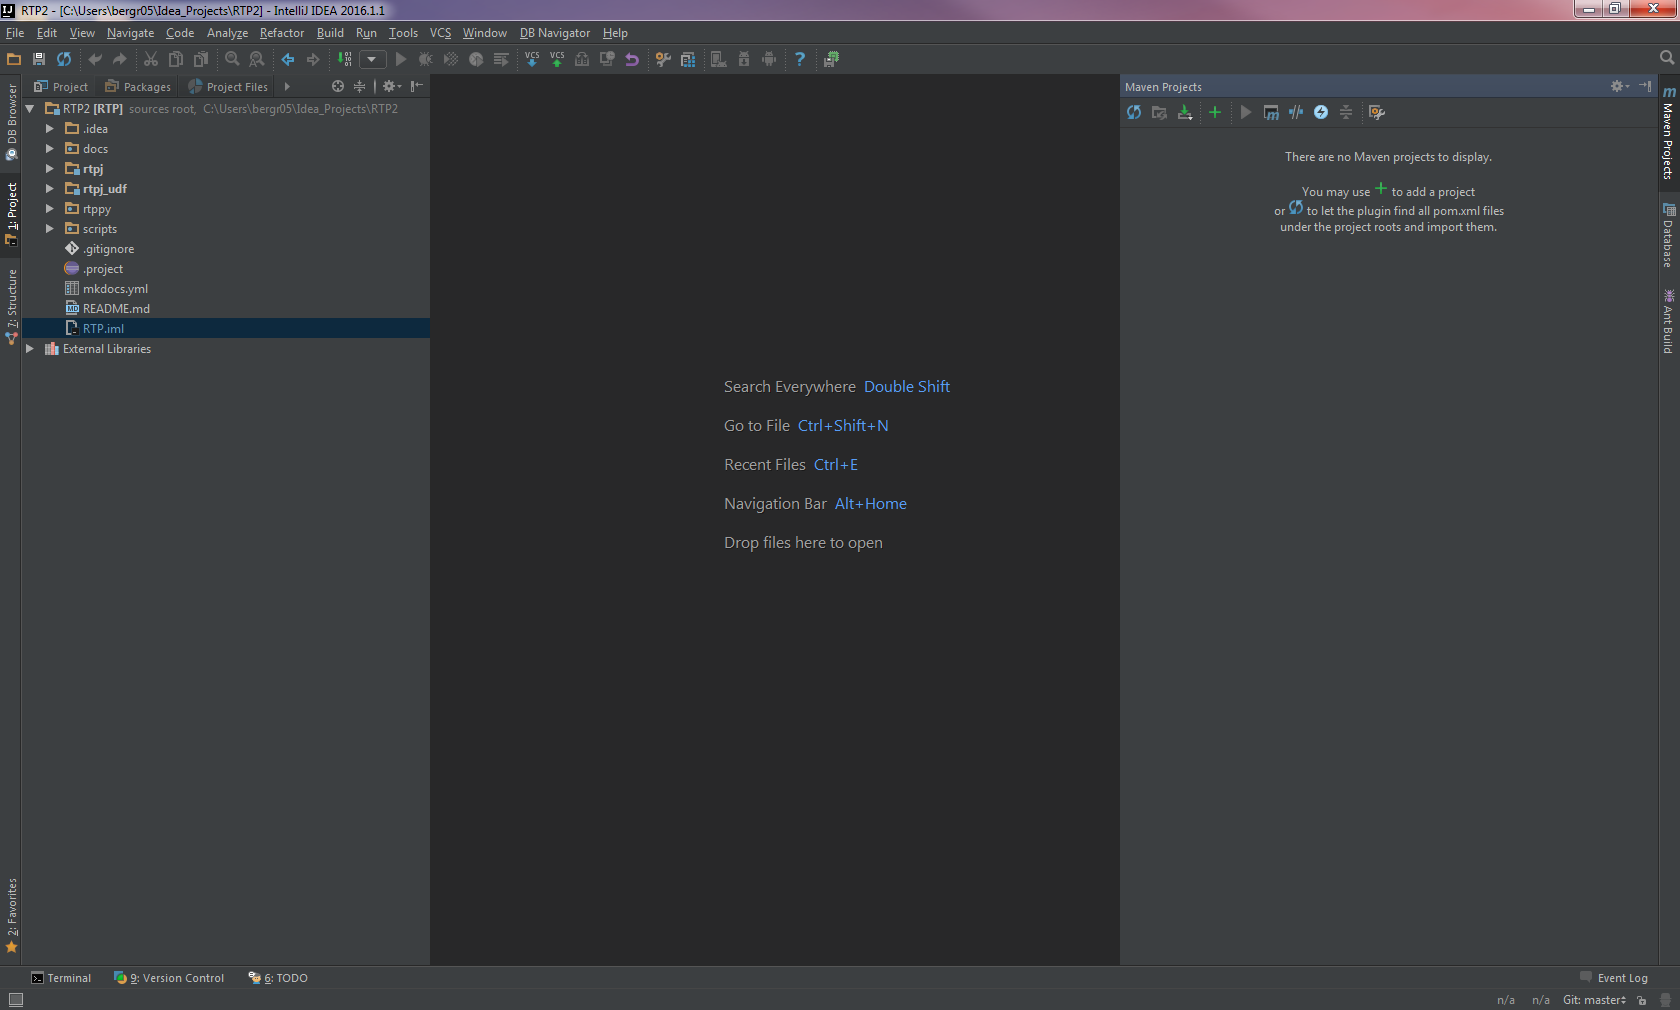 RTP2 - [C:\Users\bergr05\Idea_Projects\RTP2] - IntelliJ IDEA 2016.1.1
File Edit View Navigate Code Analyze Refactor Build Run Tools VCS Window DB Navigator Help
VCS VCS
Project Packages Project Files
RTP2 [RTP] sources root, C:\Users\bergr05\Idea_Projects\RTP2
.idea
docs
rtpj
rtpj_udf
rtppy
scripts
.gitignore
.project
mkdocs.yml
README.md
RTP.iml
External Libraries
DB Browser
1: Project
7: Structure
2: Favorites
Search Everywhere Double Shift
Go to File Ctrl+Shift+N
Recent Files Ctrl+E
Navigation Bar Alt+Home
Drop files here to open
Maven Projects
There are no Maven projects to display.
You may use + to add a project
or to let the plugin find all pom.xml files
under the project roots and import them.
Maven Projects
Database
Ant Build
Terminal 9: Version Control 6: TODO Event Log
n/a n/a Git: master